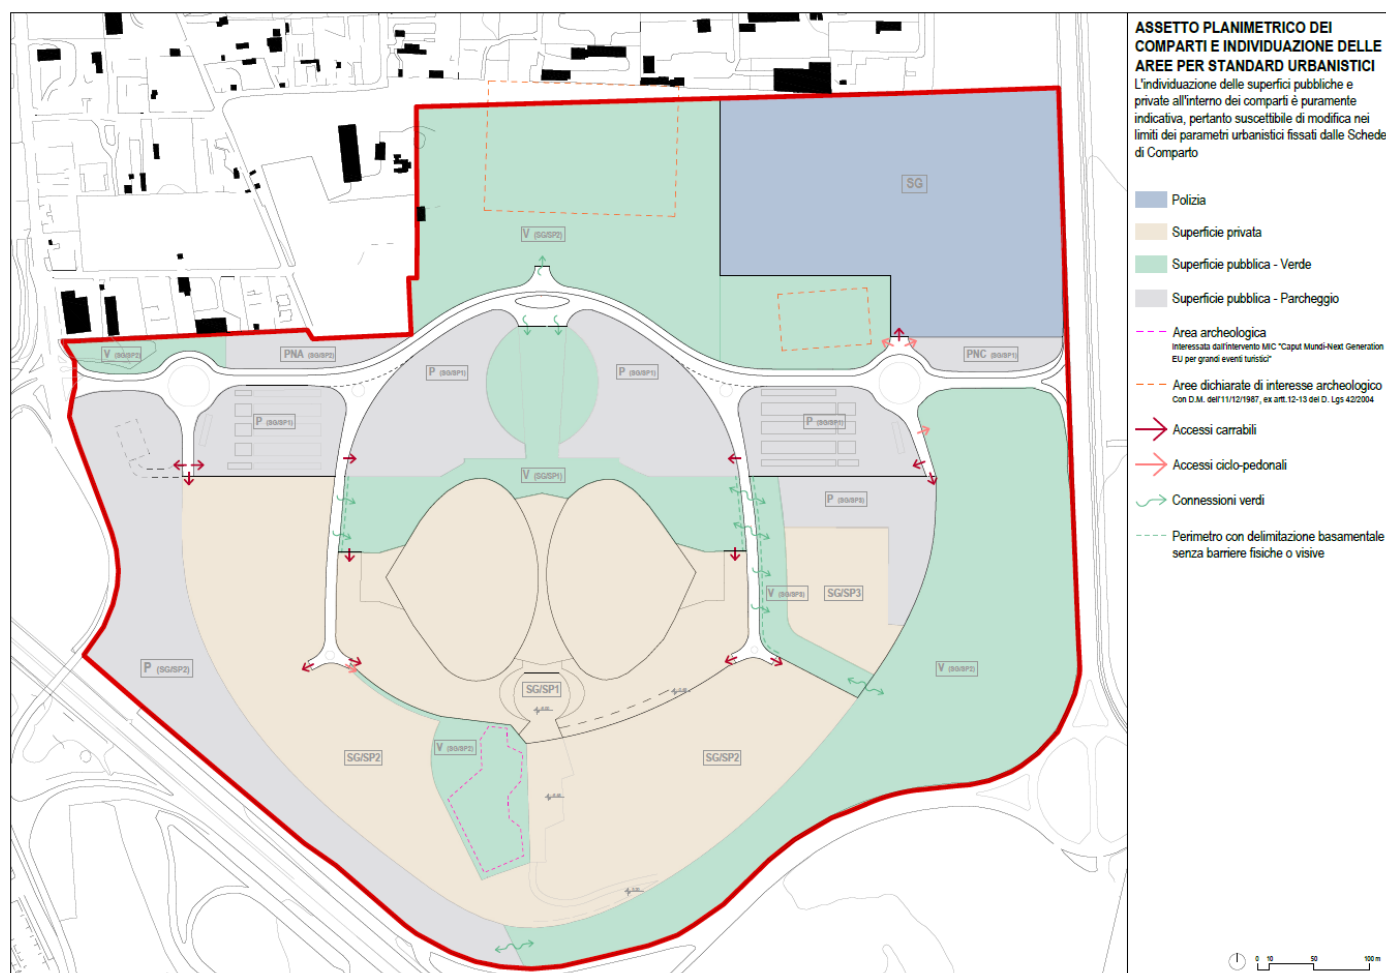 ASSETTO PLANIMETRICO DEI
COMPARTI E INDIVIDUAZIONE DELLE
AREE PER STANDARD URBANISTICI
L'individuazione delle superfici pubbliche e
private all'interno dei comparti è puramente
indicativa, pertanto suscettibile di modifica nei
limiti dei parametri urbanistici fissati dalle Schede
di Comparto
Polizia
Superficie privata
Superficie pubblica - Verde
Superficie pubblica - Parcheggio
Area archeologica
Interessata dall'intervento MIC "Caput Mundi-Next Generation
EU per grandi eventi turistici"
Aree dichiarate di interesse archeologico
Con D.M. dell'11/12/1987, ex artt.12-13 del D. Lgs 42/2004
Accessi carrabili
Accessi ciclo-pedonali
Connessioni verdi
Perimetro con delimitazione basamentale
senza barriere fisiche o visive
0 10 50 100 m
SG
V (SG/SP2)
V (SG/SP2)
PNA (SG/SP2)
PNC (SG/SP1)
P (SG/SP1)
P (SG/SP1)
P (SG/SP1)
P (SG/SP1)
V (SG/SP1)
P (SG/SP3)
V (SG/SP3)
SG/SP3
P (SG/SP2)
V (SG/SP2)
SG/SP1
V (SG/SP2)
SG/SP2
SG/SP2